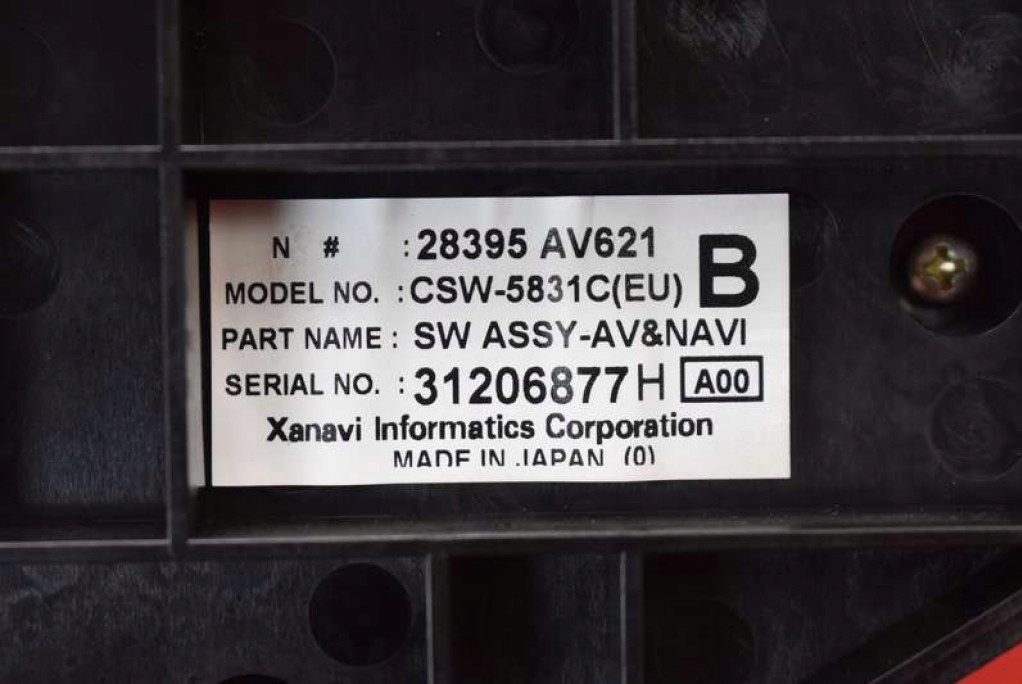 N # : 28395 AV621 B
MODEL NO. : CSW-5831C(EU)
PART NAME : SW ASSY-AV&NAVI
SERIAL NO. : 31206877H A00
Xanavi Informatics Corporation
MADE IN JAPAN (0)